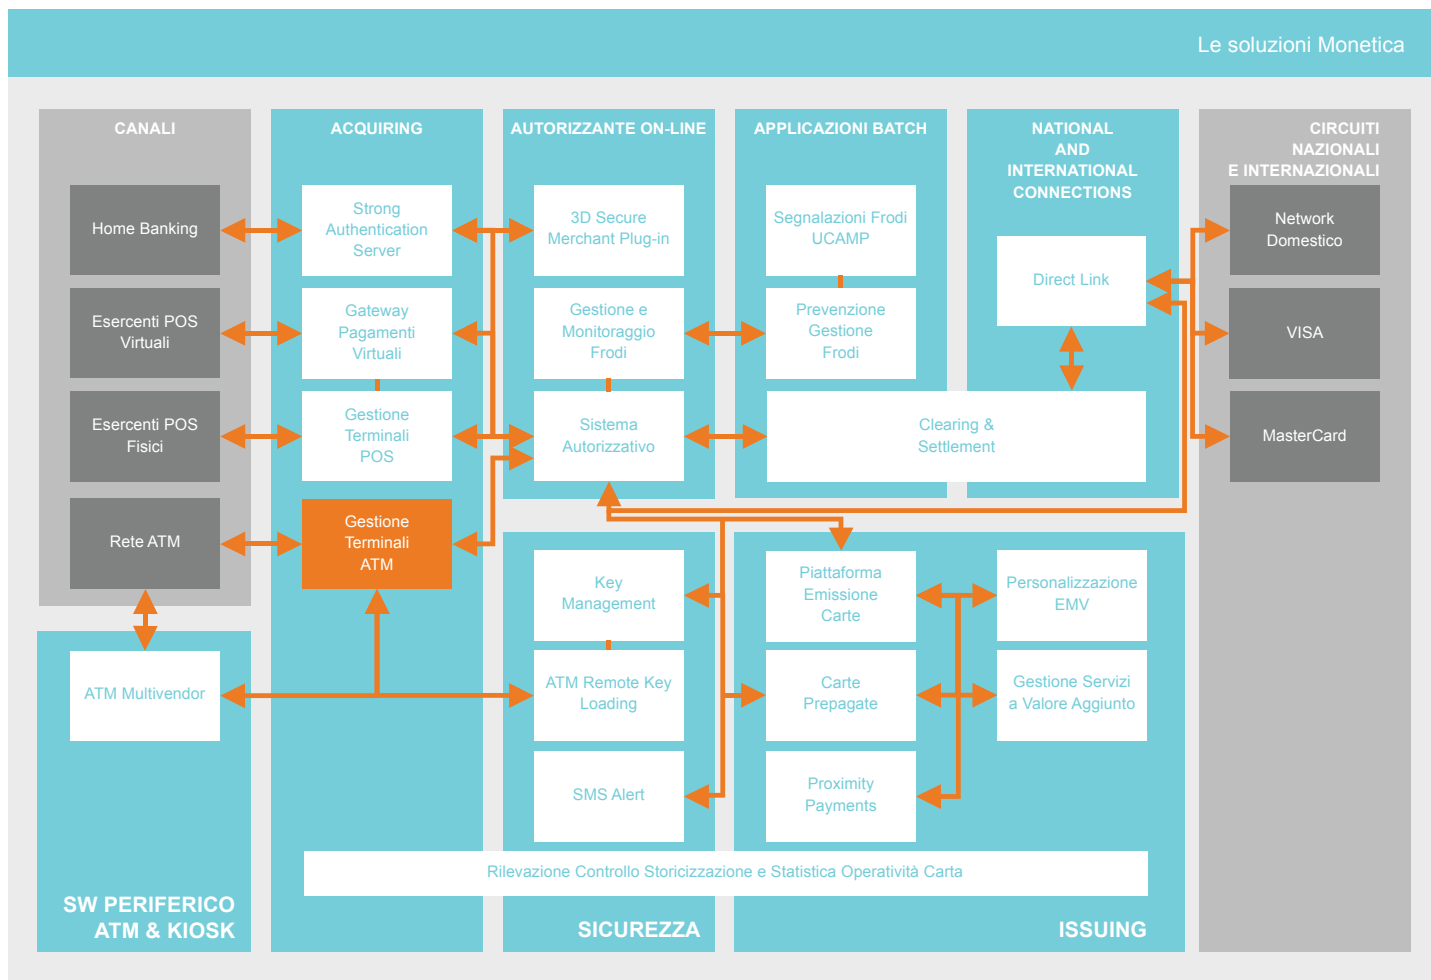 Le soluzioni Monetica
CANALI
Home Banking
Esercenti POS
Virtuali
Esercenti POS
Fisici
Rete ATM
ATM Multivendor
SW PERIFERICO
ATM & KIOSK
ACQUIRING
Strong
Authentication
Server
Gateway
Pagamenti
Virtuali
Gestione
Terminali
POS
Gestione
Terminali
ATM
AUTORIZZANTE ON-LINE
3D Secure
Merchant Plug-in
Gestione e
Monitoraggio
Frodi
Sistema
Autorizzativo
Key
Management
ATM Remote Key
Loading
SMS Alert
SICUREZZA
APPLICAZIONI BATCH
Segnalazioni Frodi
UCAMP
Prevenzione
Gestione
Frodi
Clearing &
Settlement
NATIONAL
AND
INTERNATIONAL
CONNECTIONS
Direct Link
Piattaforma
Emissione
Carte
Carte
Prepagate
Proximity
Payments
Personalizzazione
EMV
Gestione Servizi
a Valore Aggiunto
Rilevazione Controllo Storicizzazione e Statistica Operatività Carta
ISSUING
CIRCUITI
NAZIONALI
E INTERNAZIONALI
Network
Domestico
VISA
MasterCard